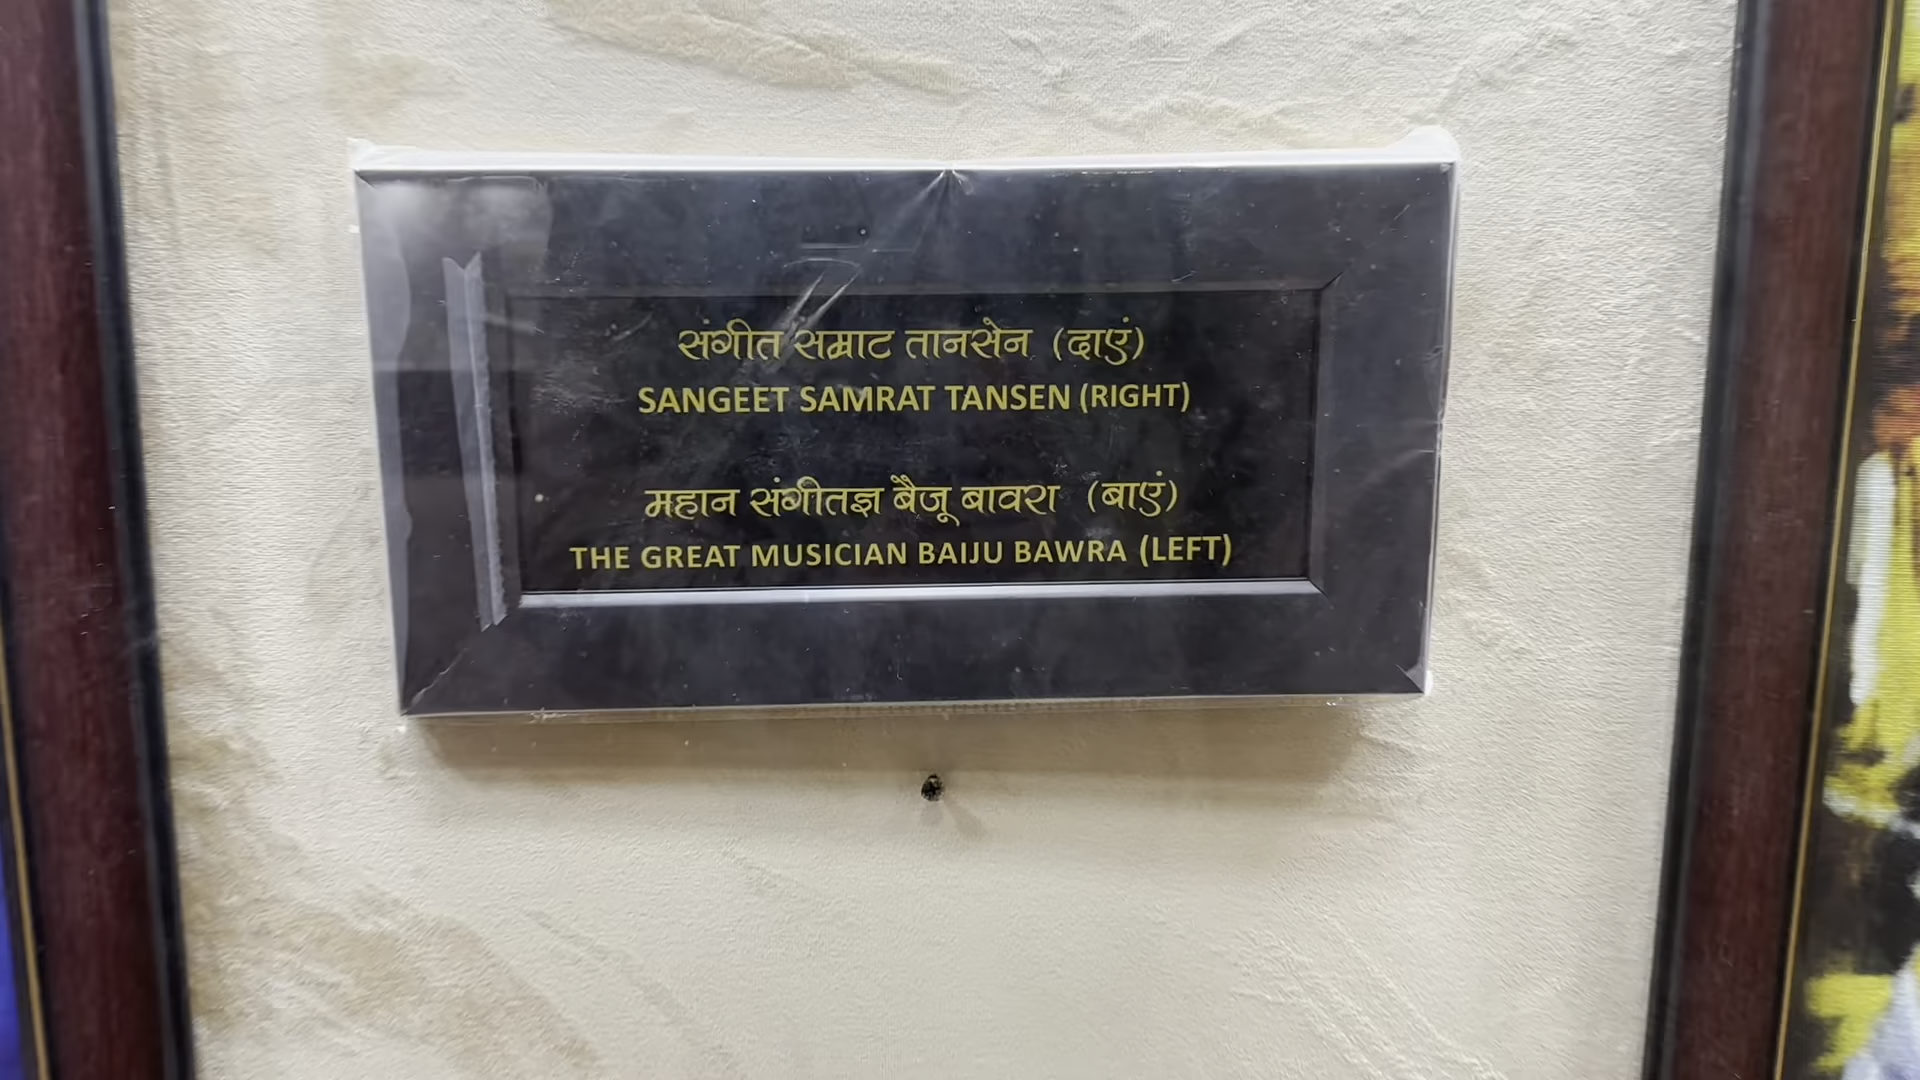 संगीत सम्राट तानसेन (दाएं)
SANGEET SAMRAT TANSEN (RIGHT)
महान संगीतज्ञ बैजू बावरा (बाएं)
THE GREAT MUSICIAN BAIJU BAWRA (LEFT)